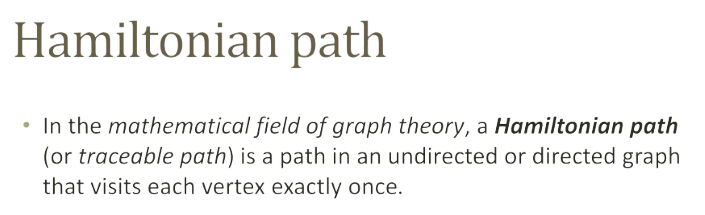 Hamiltonian path
• In the mathematical field of graph theory, a Hamiltonian path
(or traceable path) is a path in an undirected or directed graph
that visits each vertex exactly once.